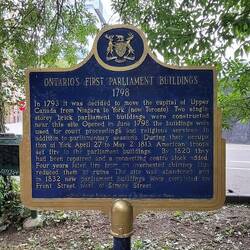 ONTARIO'S FIRST PARLIAMENT BUILDINGS
1798
In 1793 it was decided to move the capital of Upper
Canada from Niagara to York (now Toronto). Two single-
storey brick parliament buildings were constructed
near this site. Opened in June 1798 the buildings were
used for court proceedings and religious services in
addition to parliamentary sessions. During their occupa-
tion of York, April 27 to May 2, 1813, American troops
set fire to the parliament buildings. By 1820 they
had been repaired and a connecting centre block added.
Four years later, fire from an overheated chimney flue
reduced them to ruins. The site was abandoned and
in 1832 new parliament buildings were completed on
Front Street, west of Simcoe Street.